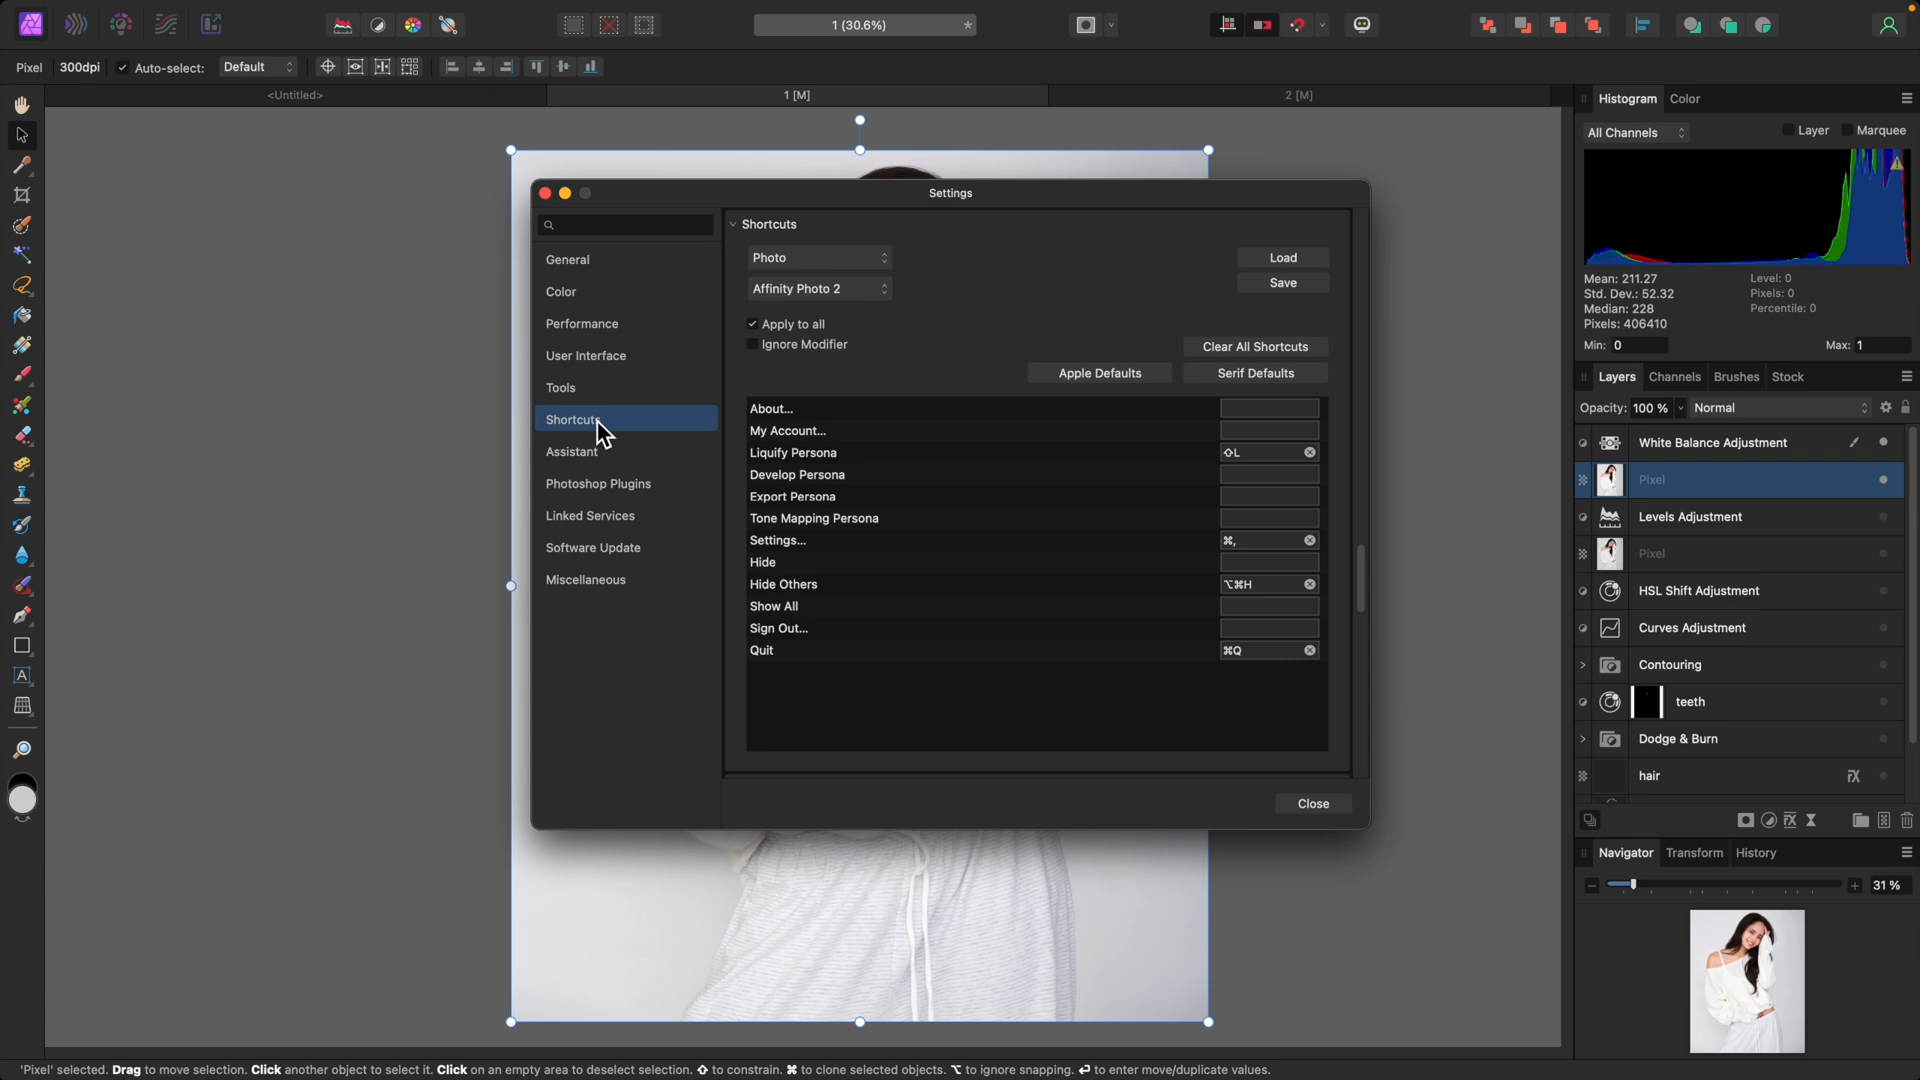 1 (30.6%)
*
Pixel 300dpi Auto-select: Default
<Untitled> 1 [M] 2 [M]
Histogram Color
All Channels Layer Marquee
Mean: 211.27 Level: 0
Std. Dev.: 52.32 Pixels: 0
Median: 228 Percentile: 0
Pixels: 406410
Min: 0 Max: 1
Settings
General
Color
Performance
User Interface
Tools
Shortcuts
Assistant
Photoshop Plugins
Linked Services
Software Update
Miscellaneous
Shortcuts
Photo Load
Affinity Photo 2 Save
Apply to all
Ignore Modifier Clear All Shortcuts
Apple Defaults Serif Defaults
About...
My Account...
Liquify Persona ⇧L
Develop Persona
Export Persona
Tone Mapping Persona
Settings... ⌘,
Hide
Hide Others ⌥⌘H
Show All
Sign Out...
Quit ⌘Q
Close
Layers Channels Brushes Stock
Opacity: 100 % Normal
White Balance Adjustment
Pixel
Levels Adjustment
Pixel
HSL Shift Adjustment
Curves Adjustment
Contouring
teeth
Dodge & Burn
hair
Navigator Transform History
31 %
'Pixel' selected. Drag to move selection. Click another object to select it. Click on an empty area to deselect selection. ⇧ to constrain. ⌘ to clone selected objects. ⌥ to ignore snapping. ⏎ to enter move/duplicate values.